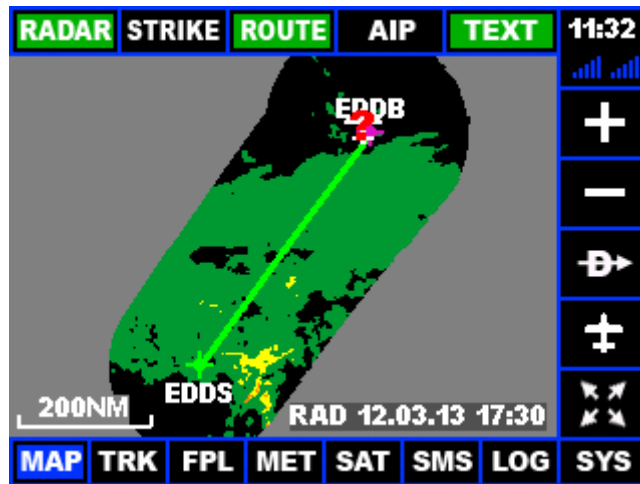 RADAR STRIKE ROUTE AIP TEXT 11:32
EDDB
?
+
−
D
EDDS
200NM
RAD 12.03.13 17:30
MAP TRK FPL MET SAT SMS LOG SYS